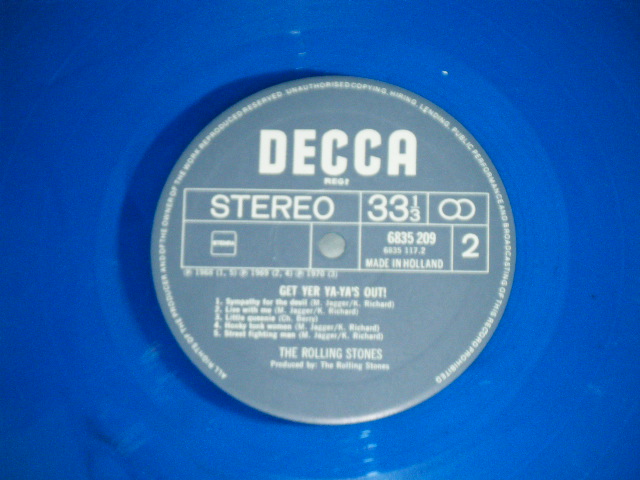 ALL RIGHTS OF THE PRODUCER AND OF THE OWNER OF THE WORK REPRODUCED RESERVED. UNAUTHORISED COPYING, HIRING, LENDING, PUBLIC PERFORMANCE AND BROADCASTING OF THIS RECORD PROHIBITED
DECCA
STEREO
33 1/3
6835 209
6835 117.2
2
STEMRA
MADE IN HOLLAND
℗ 1968 (1, 5) ℗ 1969 (2, 4) ℗ 1970 (3)
GET YER YA-YA'S OUT!
1. Sympathy for the devil (M. Jagger/K. Richard)
2. Live with me (M. Jagger/K. Richard)
3. Little queenie (Ch. Berry)
4. Honky tonk women (M. Jagger/K. Richard)
5. Street fighting man (M. Jagger/K. Richard)
THE ROLLING STONES
Produced by: The Rolling Stones